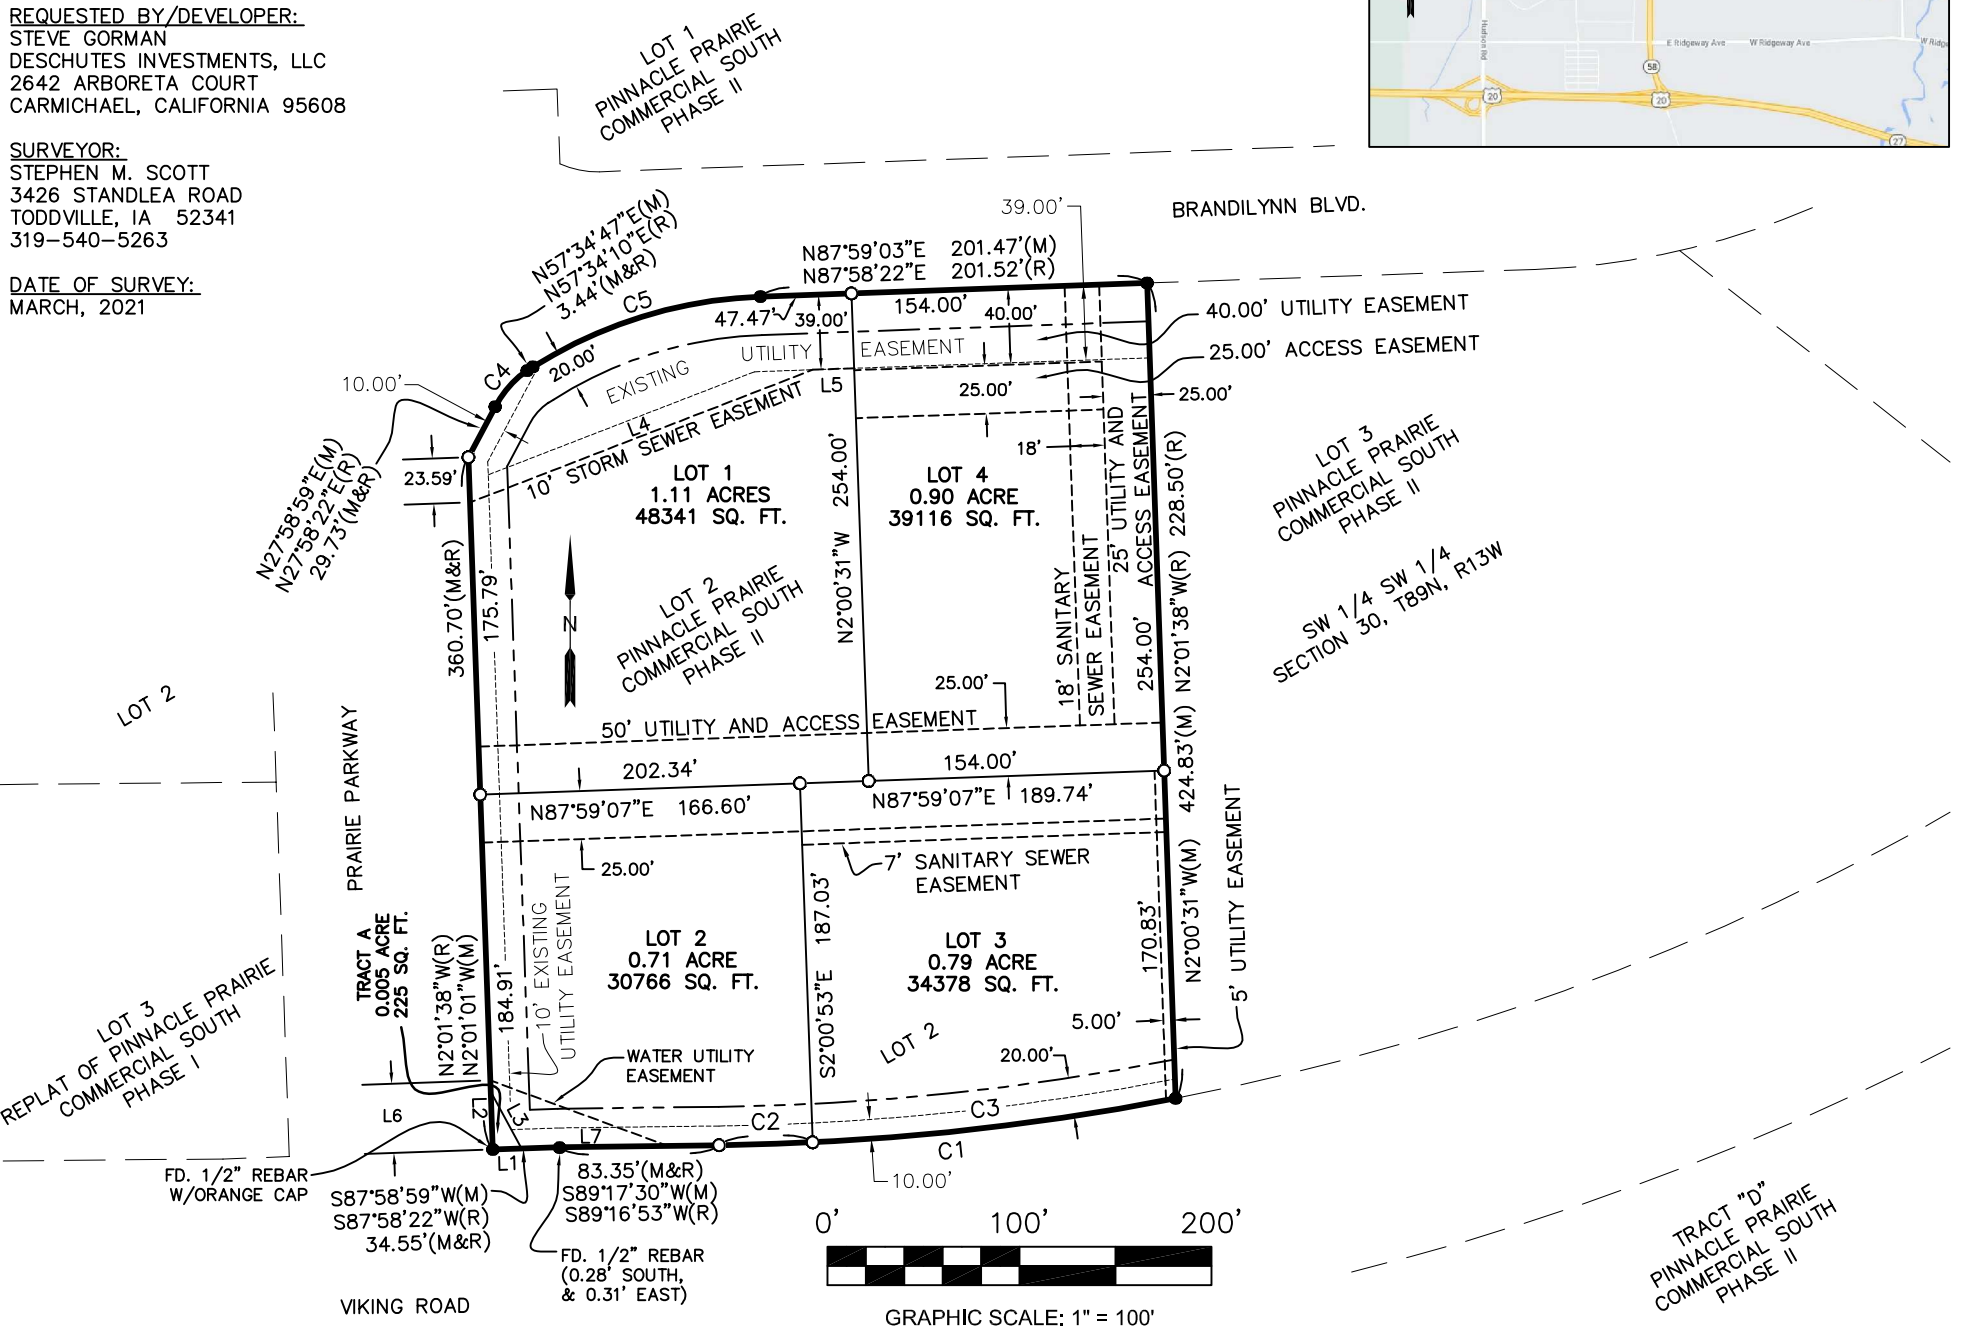 REQUESTED BY/DEVELOPER:
STEVE GORMAN
DESCHUTES INVESTMENTS, LLC
2642 ARBORETA COURT
CARMICHAEL, CALIFORNIA 95608
SURVEYOR:
STEPHEN M. SCOTT
3426 STANDLEA ROAD
TODDVILLE, IA 52341
319-540-5263
DATE OF SURVEY:
MARCH, 2021
LOT 1
PINNACLE PRAIRIE
COMMERCIAL SOUTH
PHASE II
Hudson Rd
E Ridgeway Ave
W Ridgeway Ave
58
20
20
27
BRANDILYNN BLVD.
39.00'
N57°34'47"E(M)
N57°34'10"E(R)
3.44'(M&R)
N87°59'03"E 201.47'(M)
N87°58'22"E 201.52'(R)
C5
C4
47.47'
39.00'
154.00'
40.00'
40.00' UTILITY EASEMENT
25.00' ACCESS EASEMENT
20.00'
10.00'
EXISTING
UTILITY
EASEMENT
L5
25.00'
25.00'
L4
10' STORM SEWER EASEMENT
23.59'
N27°58'59"E(M)
N27°58'22"E(R)
29.73'(M&R)
18'
LOT 1
1.11 ACRES
48341 SQ. FT.
LOT 4
0.90 ACRE
39116 SQ. FT.
N2°00'31"W 254.00'
25' UTILITY AND
ACCESS EASEMENT
254.00'
N2°01'38"W(R) 228.50'(R)
LOT 3
PINNACLE PRAIRIE
COMMERCIAL SOUTH
PHASE II
SW 1/4 SW 1/4
SECTION 30, T89N, R13W
360.70'(M&R)
175.79'
N
LOT 2
PINNACLE PRAIRIE
COMMERCIAL SOUTH
PHASE II
18' SANITARY
SEWER EASEMENT
25.00'
50' UTILITY AND ACCESS EASEMENT
LOT 2
PRAIRIE PARKWAY
202.34'
154.00'
N87°59'07"E 166.60'
N87°59'07"E 189.74'
25.00'
7' SANITARY SEWER
EASEMENT
N2°00'31"W(M) 424.83'(M)
5' UTILITY EASEMENT
TRACT A
0.005 ACRE
225 SQ. FT.
N2°01'38"W(R)
N2°01'01"W(M)
184.91'
10' EXISTING
UTILITY EASEMENT
LOT 2
0.71 ACRE
30766 SQ. FT.
S2°00'53"E 187.03'
LOT 3
0.79 ACRE
34378 SQ. FT.
170.83'
LOT 2
5.00'
20.00'
WATER UTILITY
EASEMENT
LOT 3
REPLAT OF PINNACLE PRAIRIE
COMMERCIAL SOUTH
PHASE I
L6
L2
L3
L7
L1
C2
C3
C1
10.00'
FD. 1/2" REBAR
W/ORANGE CAP
S87°58'59"W(M)
S87°58'22"W(R)
34.55'(M&R)
83.35'(M&R)
S89°17'30"W(M)
S89°16'53"W(R)
FD. 1/2" REBAR
(0.28' SOUTH,
& 0.31' EAST)
VIKING ROAD
0' 100' 200'
GRAPHIC SCALE: 1" = 100'
TRACT "D"
PINNACLE PRAIRIE
COMMERCIAL SOUTH
PHASE II